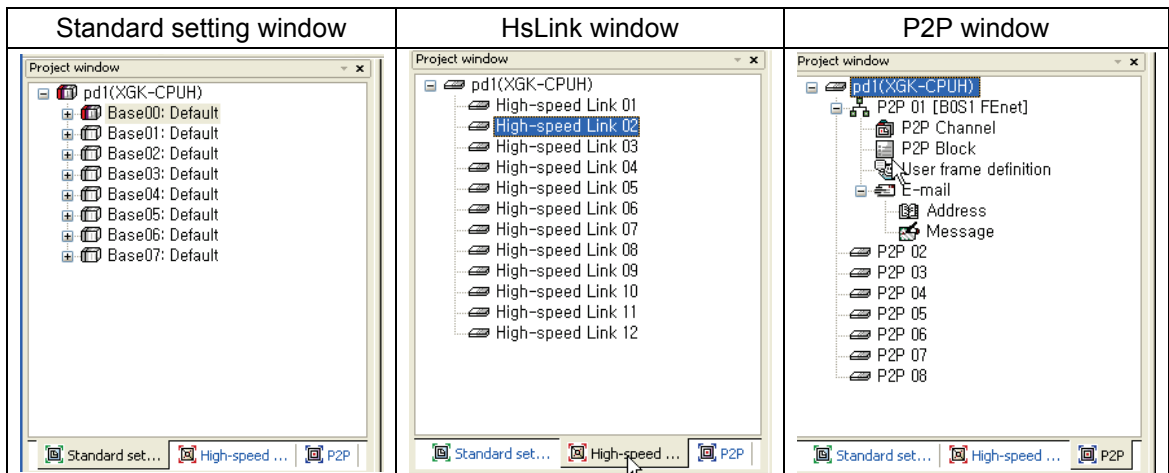 Standard setting window
HsLink window
P2P window
Project window
pd1(XGK-CPUH)
Base00: Default
Base01: Default
Base02: Default
Base03: Default
Base04: Default
Base05: Default
Base06: Default
Base07: Default
Standard set... High-speed ... P2P
Project window
pd1(XGK-CPUH)
High-speed Link 01
High-speed Link 02
High-speed Link 03
High-speed Link 04
High-speed Link 05
High-speed Link 06
High-speed Link 07
High-speed Link 08
High-speed Link 09
High-speed Link 10
High-speed Link 11
High-speed Link 12
Standard set... High-speed ... P2P
Project window
pd1(XGK-CPUH)
P2P 01 [B0S1 FEnet]
P2P Channel
P2P Block
User frame definition
E-mail
Address
Message
P2P 02
P2P 03
P2P 04
P2P 05
P2P 06
P2P 07
P2P 08
Standard set... High-speed ... P2P